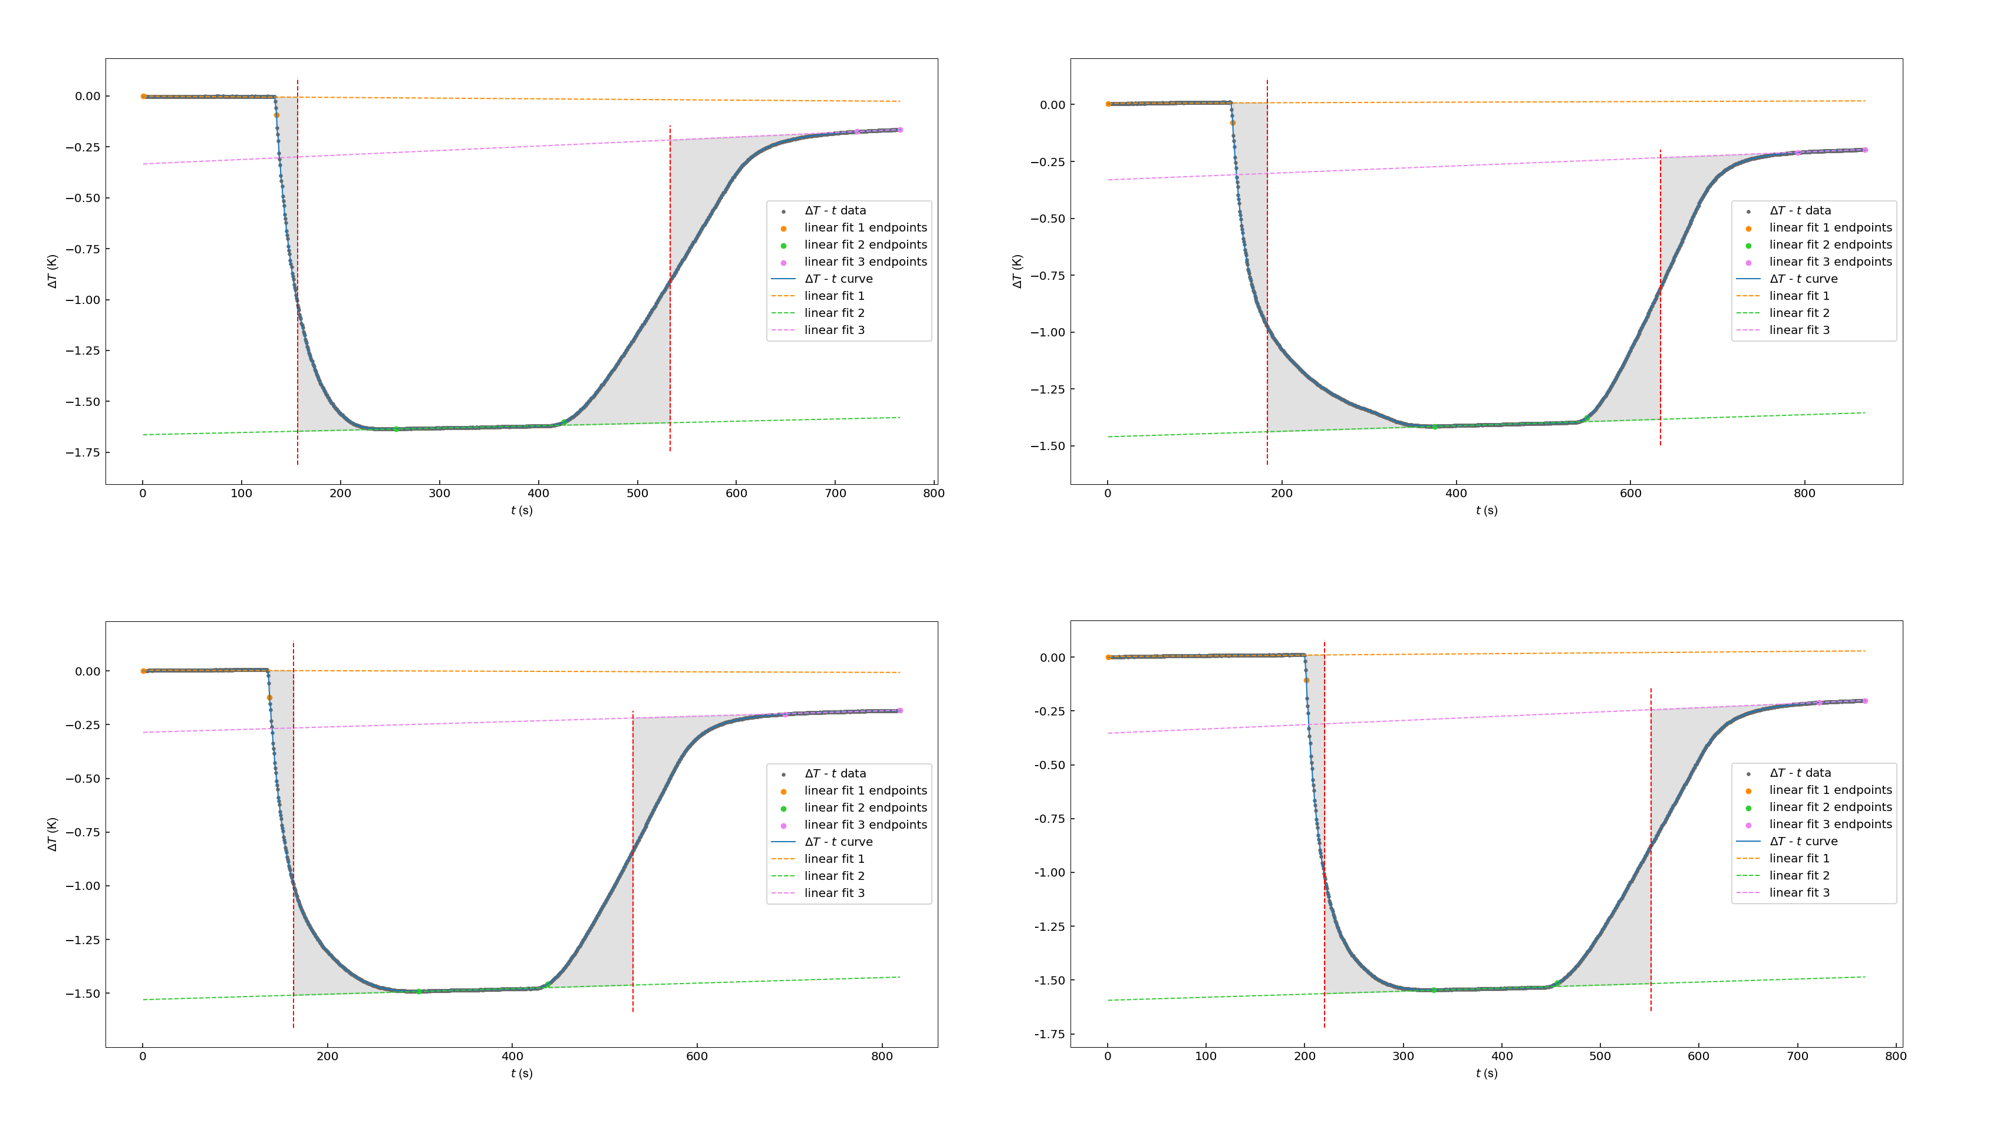 0.00
−0.25
−0.50
−0.75
−1.00
−1.25
−1.50
−1.75
ΔT (K)
0 100 200 300 400 500 600 700 800
t (s)
ΔT - t data
linear fit 1 endpoints
linear fit 2 endpoints
linear fit 3 endpoints
ΔT - t curve
linear fit 1
linear fit 2
linear fit 3
0.00
−0.25
−0.50
−0.75
−1.00
−1.25
−1.50
ΔT (K)
0 200 400 600 800
t (s)
ΔT - t data
linear fit 1 endpoints
linear fit 2 endpoints
linear fit 3 endpoints
ΔT - t curve
linear fit 1
linear fit 2
linear fit 3
0.00
−0.25
−0.50
−0.75
−1.00
−1.25
−1.50
ΔT (K)
0 200 400 600 800
t (s)
ΔT - t data
linear fit 1 endpoints
linear fit 2 endpoints
linear fit 3 endpoints
ΔT - t curve
linear fit 1
linear fit 2
linear fit 3
0.00
-0.25
-0.50
-0.75
-1.00
-1.25
-1.50
-1.75
0 100 200 300 400 500 600 700 800
t (s)
ΔT - t data
linear fit 1 endpoints
linear fit 2 endpoints
linear fit 3 endpoints
ΔT - t curve
linear fit 1
linear fit 2
linear fit 3